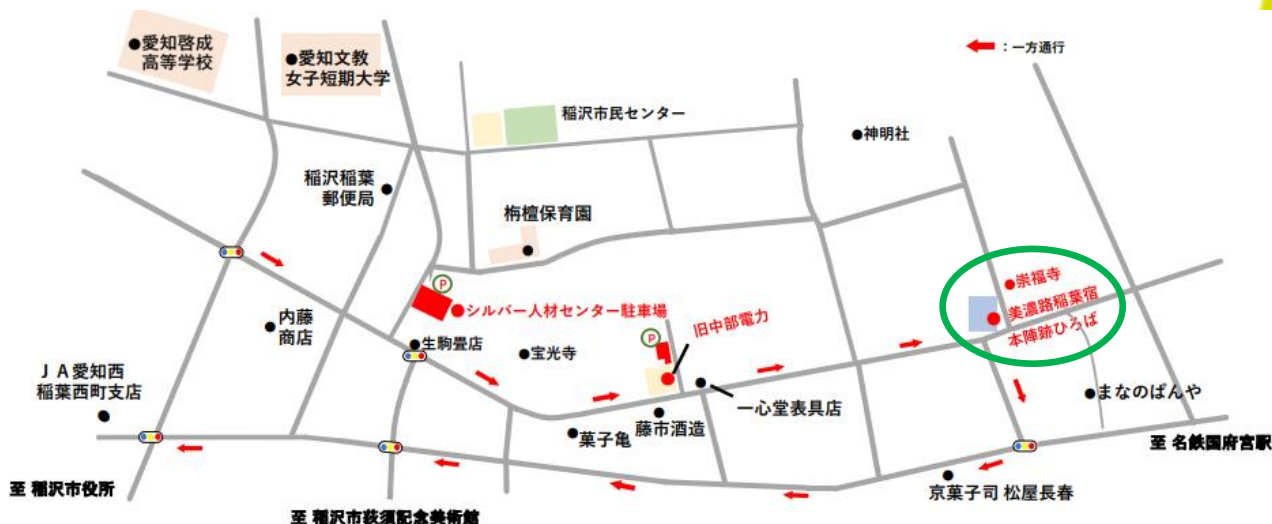 ●愛知啓成
高等学校
●愛知文教
女子短期大学
：一方通行
稲沢市民センター
●神明社
稲沢稲葉
郵便局
栴檀保育園
P
●シルバー人材センター駐車場
●崇福寺
美濃路稲葉宿
本陣跡ひろば
内藤
商店
●生駒畳店
●宝光寺
P
旧中部電力
ＪＡ愛知西
稲葉西町支店
一心堂表具店
●まなのぱんや
●菓子亀
藤市酒造
至 名鉄国府宮駅
至 稲沢市役所
京菓子司 松屋長春
至 稲沢市荻須記念美術館